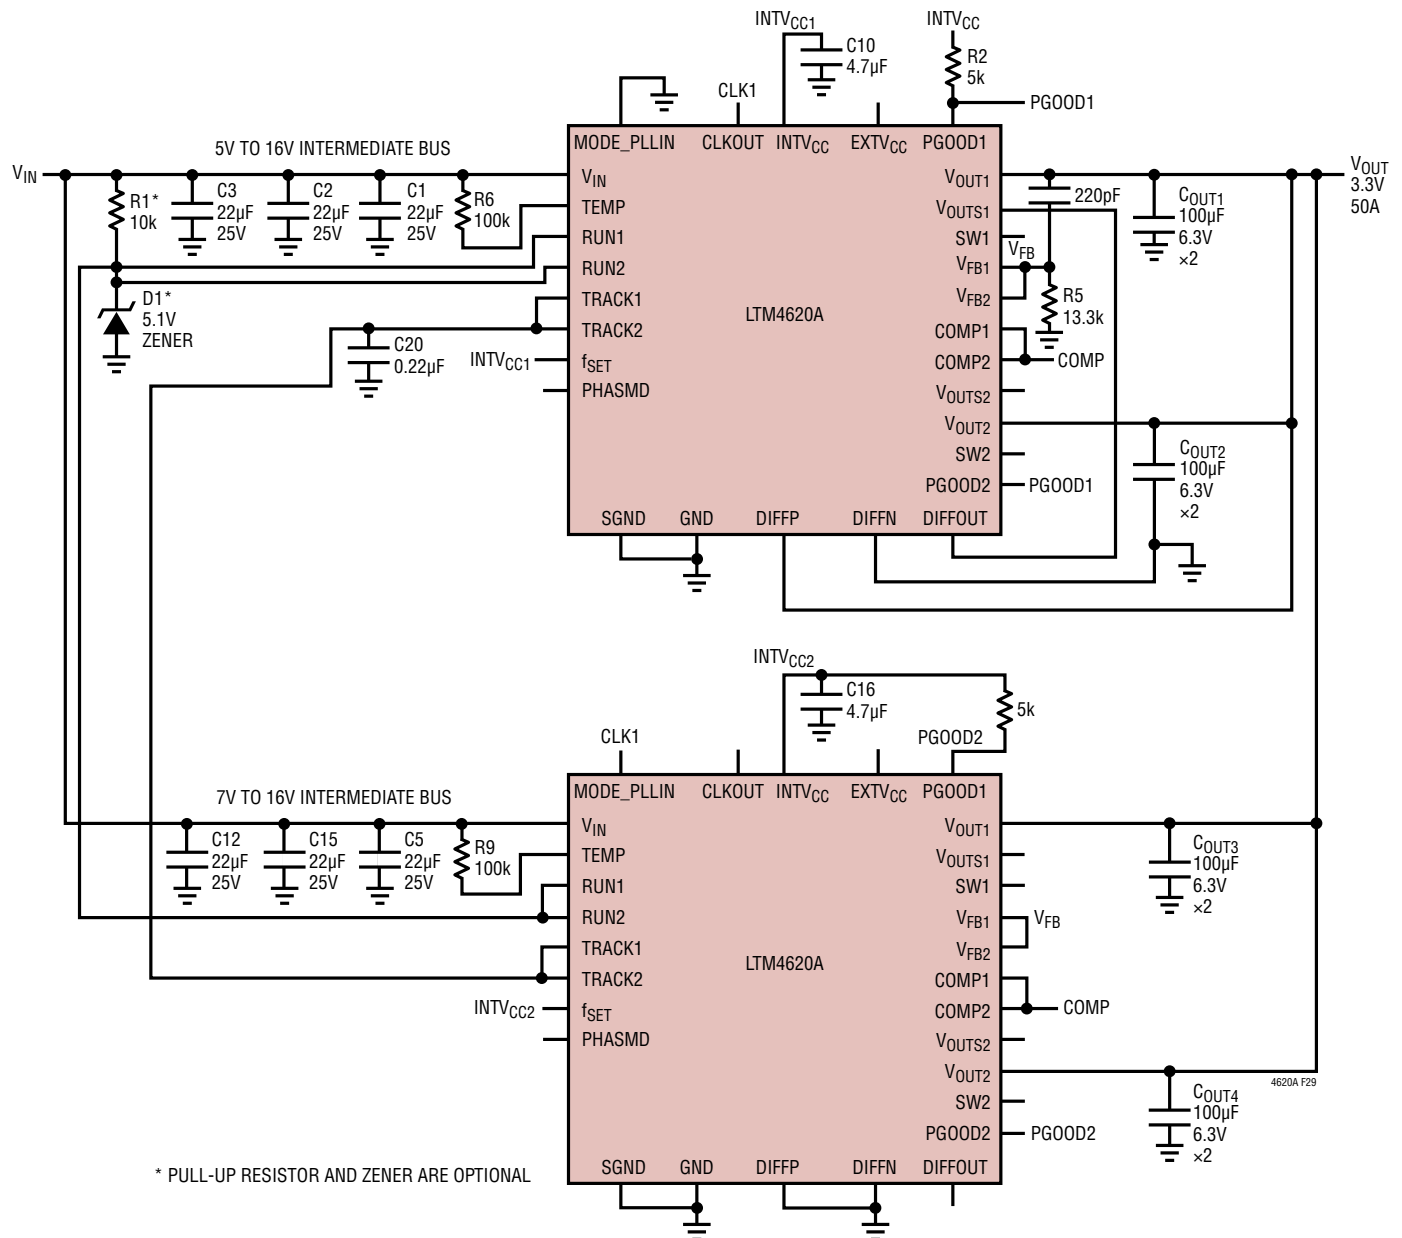 INTVCC1
INTVCC
C10
4.7µF
R2
5k
CLK1
PGOOD1
MODE_PLLIN
CLKOUT
INTVCC
EXTVCC
PGOOD1
5V TO 16V INTERMEDIATE BUS
VIN
R1*
10k
C3
22µF
25V
C2
22µF
25V
C1
22µF
25V
R6
100k
VIN
TEMP
RUN1
RUN2
TRACK1
TRACK2
fSET
PHASMD
INTVCC1
D1*
5.1V
ZENER
C20
0.22µF
LTM4620A
VOUT1
VOUTS1
SW1
VFB1
VFB2
COMP1
COMP2
VOUTS2
VOUT2
SW2
PGOOD2
220pF
VFB
R5
13.3k
COMP
PGOOD1
COUT1
100µF
6.3V
×2
VOUT
3.3V
50A
COUT2
100µF
6.3V
×2
SGND
GND
DIFFP
DIFFN
DIFFOUT
INTVCC2
C16
4.7µF
5k
PGOOD2
CLK1
MODE_PLLIN
CLKOUT
INTVCC
EXTVCC
PGOOD1
7V TO 16V INTERMEDIATE BUS
C12
22µF
25V
C15
22µF
25V
C5
22µF
25V
R9
100k
VIN
TEMP
RUN1
RUN2
TRACK1
TRACK2
fSET
PHASMD
INTVCC2
LTM4620A
VOUT1
VOUTS1
SW1
VFB1
VFB2
COMP1
COMP2
VOUTS2
VOUT2
SW2
PGOOD2
VFB
COMP
PGOOD2
COUT3
100µF
6.3V
×2
4620A F29
COUT4
100µF
6.3V
×2
SGND
GND
DIFFP
DIFFN
DIFFOUT
* PULL-UP RESISTOR AND ZENER ARE OPTIONAL